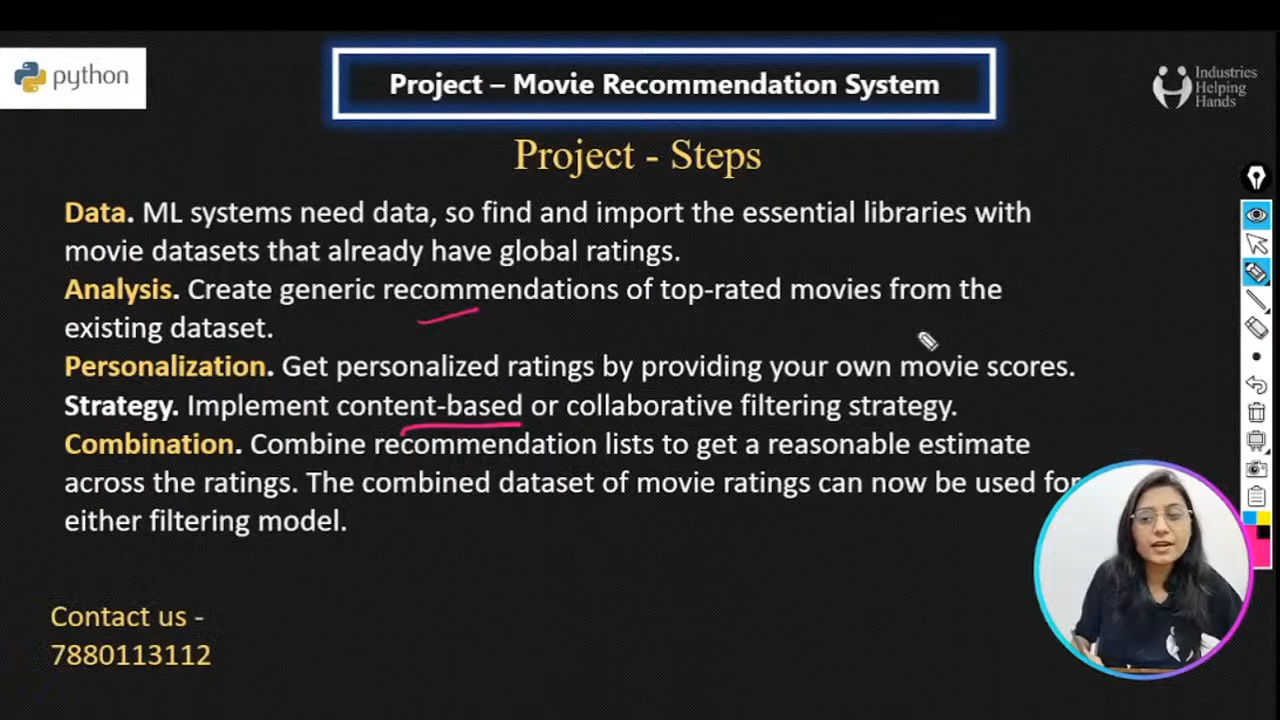 python
Project – Movie Recommendation System
Industries
Helping
Hands
Project - Steps
Data. ML systems need data, so find and import the essential libraries with
movie datasets that already have global ratings.
Analysis. Create generic recommendations of top-rated movies from the
existing dataset.
Personalization. Get personalized ratings by providing your own movie scores.
Strategy. Implement content-based or collaborative filtering strategy.
Combination. Combine recommendation lists to get a reasonable estimate
across the ratings. The combined dataset of movie ratings can now be used for
either filtering model.
Contact us -
7880113112